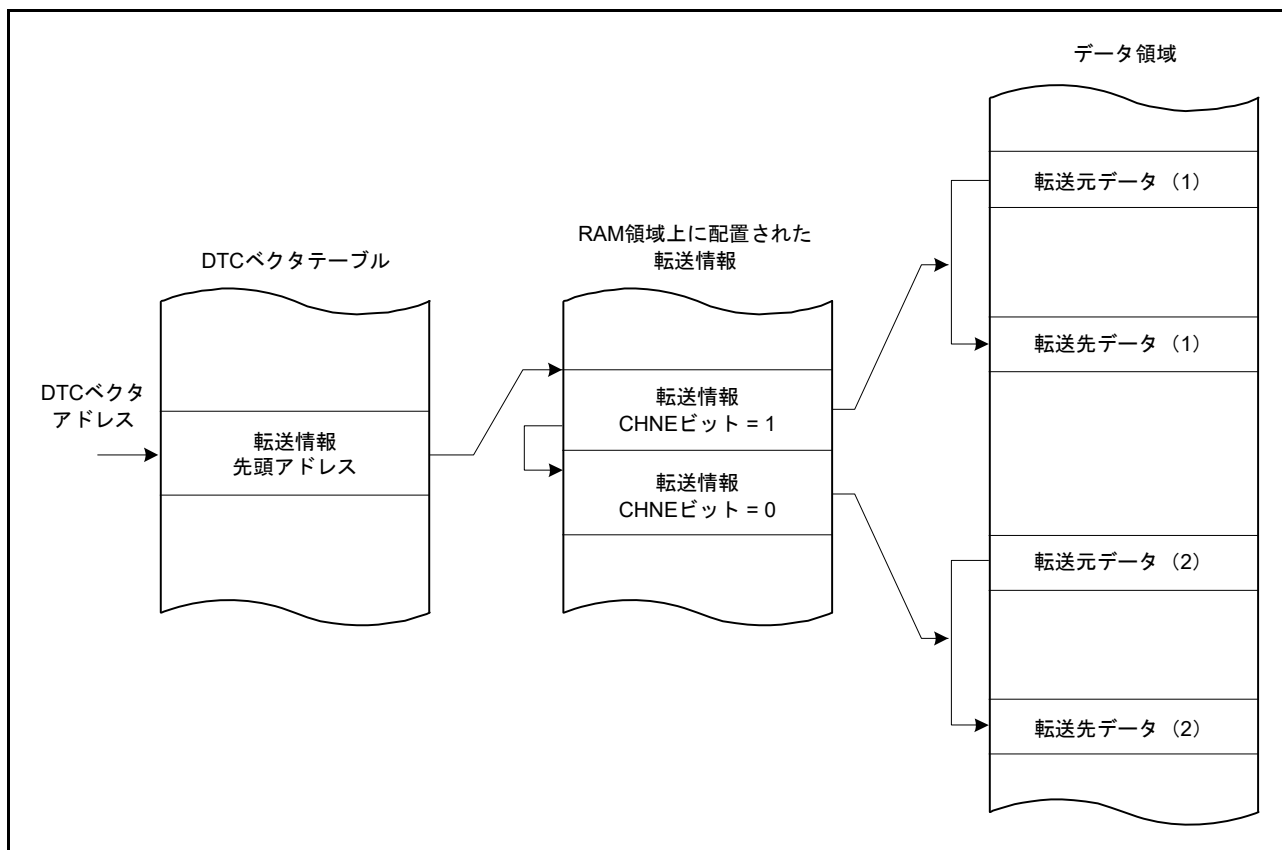 データ領域
転送元データ（1）
RAM領域上に配置された
転送情報
DTCベクタテーブル
転送先データ（1）
DTCベクタ
アドレス
転送情報
先頭アドレス
転送情報
CHNEビット = 1
転送情報
CHNEビット = 0
転送元データ（2）
転送先データ（2）